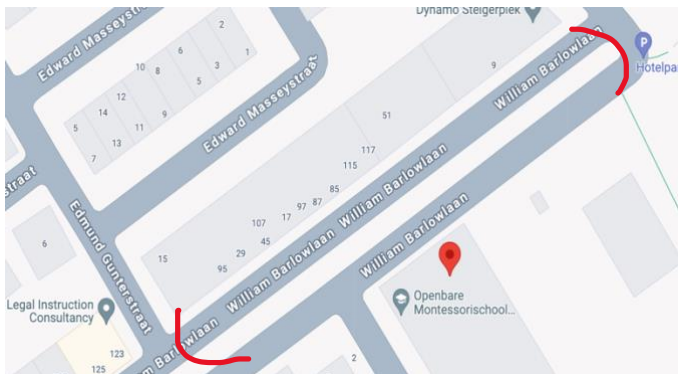 Dynamo Steigerpiek
Edward Masseystraat
2
6
1
10
8
3
5
12
14
9
11
5
13
7
P
Hotelpar
William Barlowlaan
9
Edward Masseystraat
51
117
115
straat
85
87
97
17
107
William Barlowlaan
William Barlowlaan
Edmund Gunterstraat
6
45
29
15
95
William Barlowlaan
William Barlowlaan
Openbare
Montessorischool...
Legal Instruction
Consultancy
m Barlowlaan
123
125
2